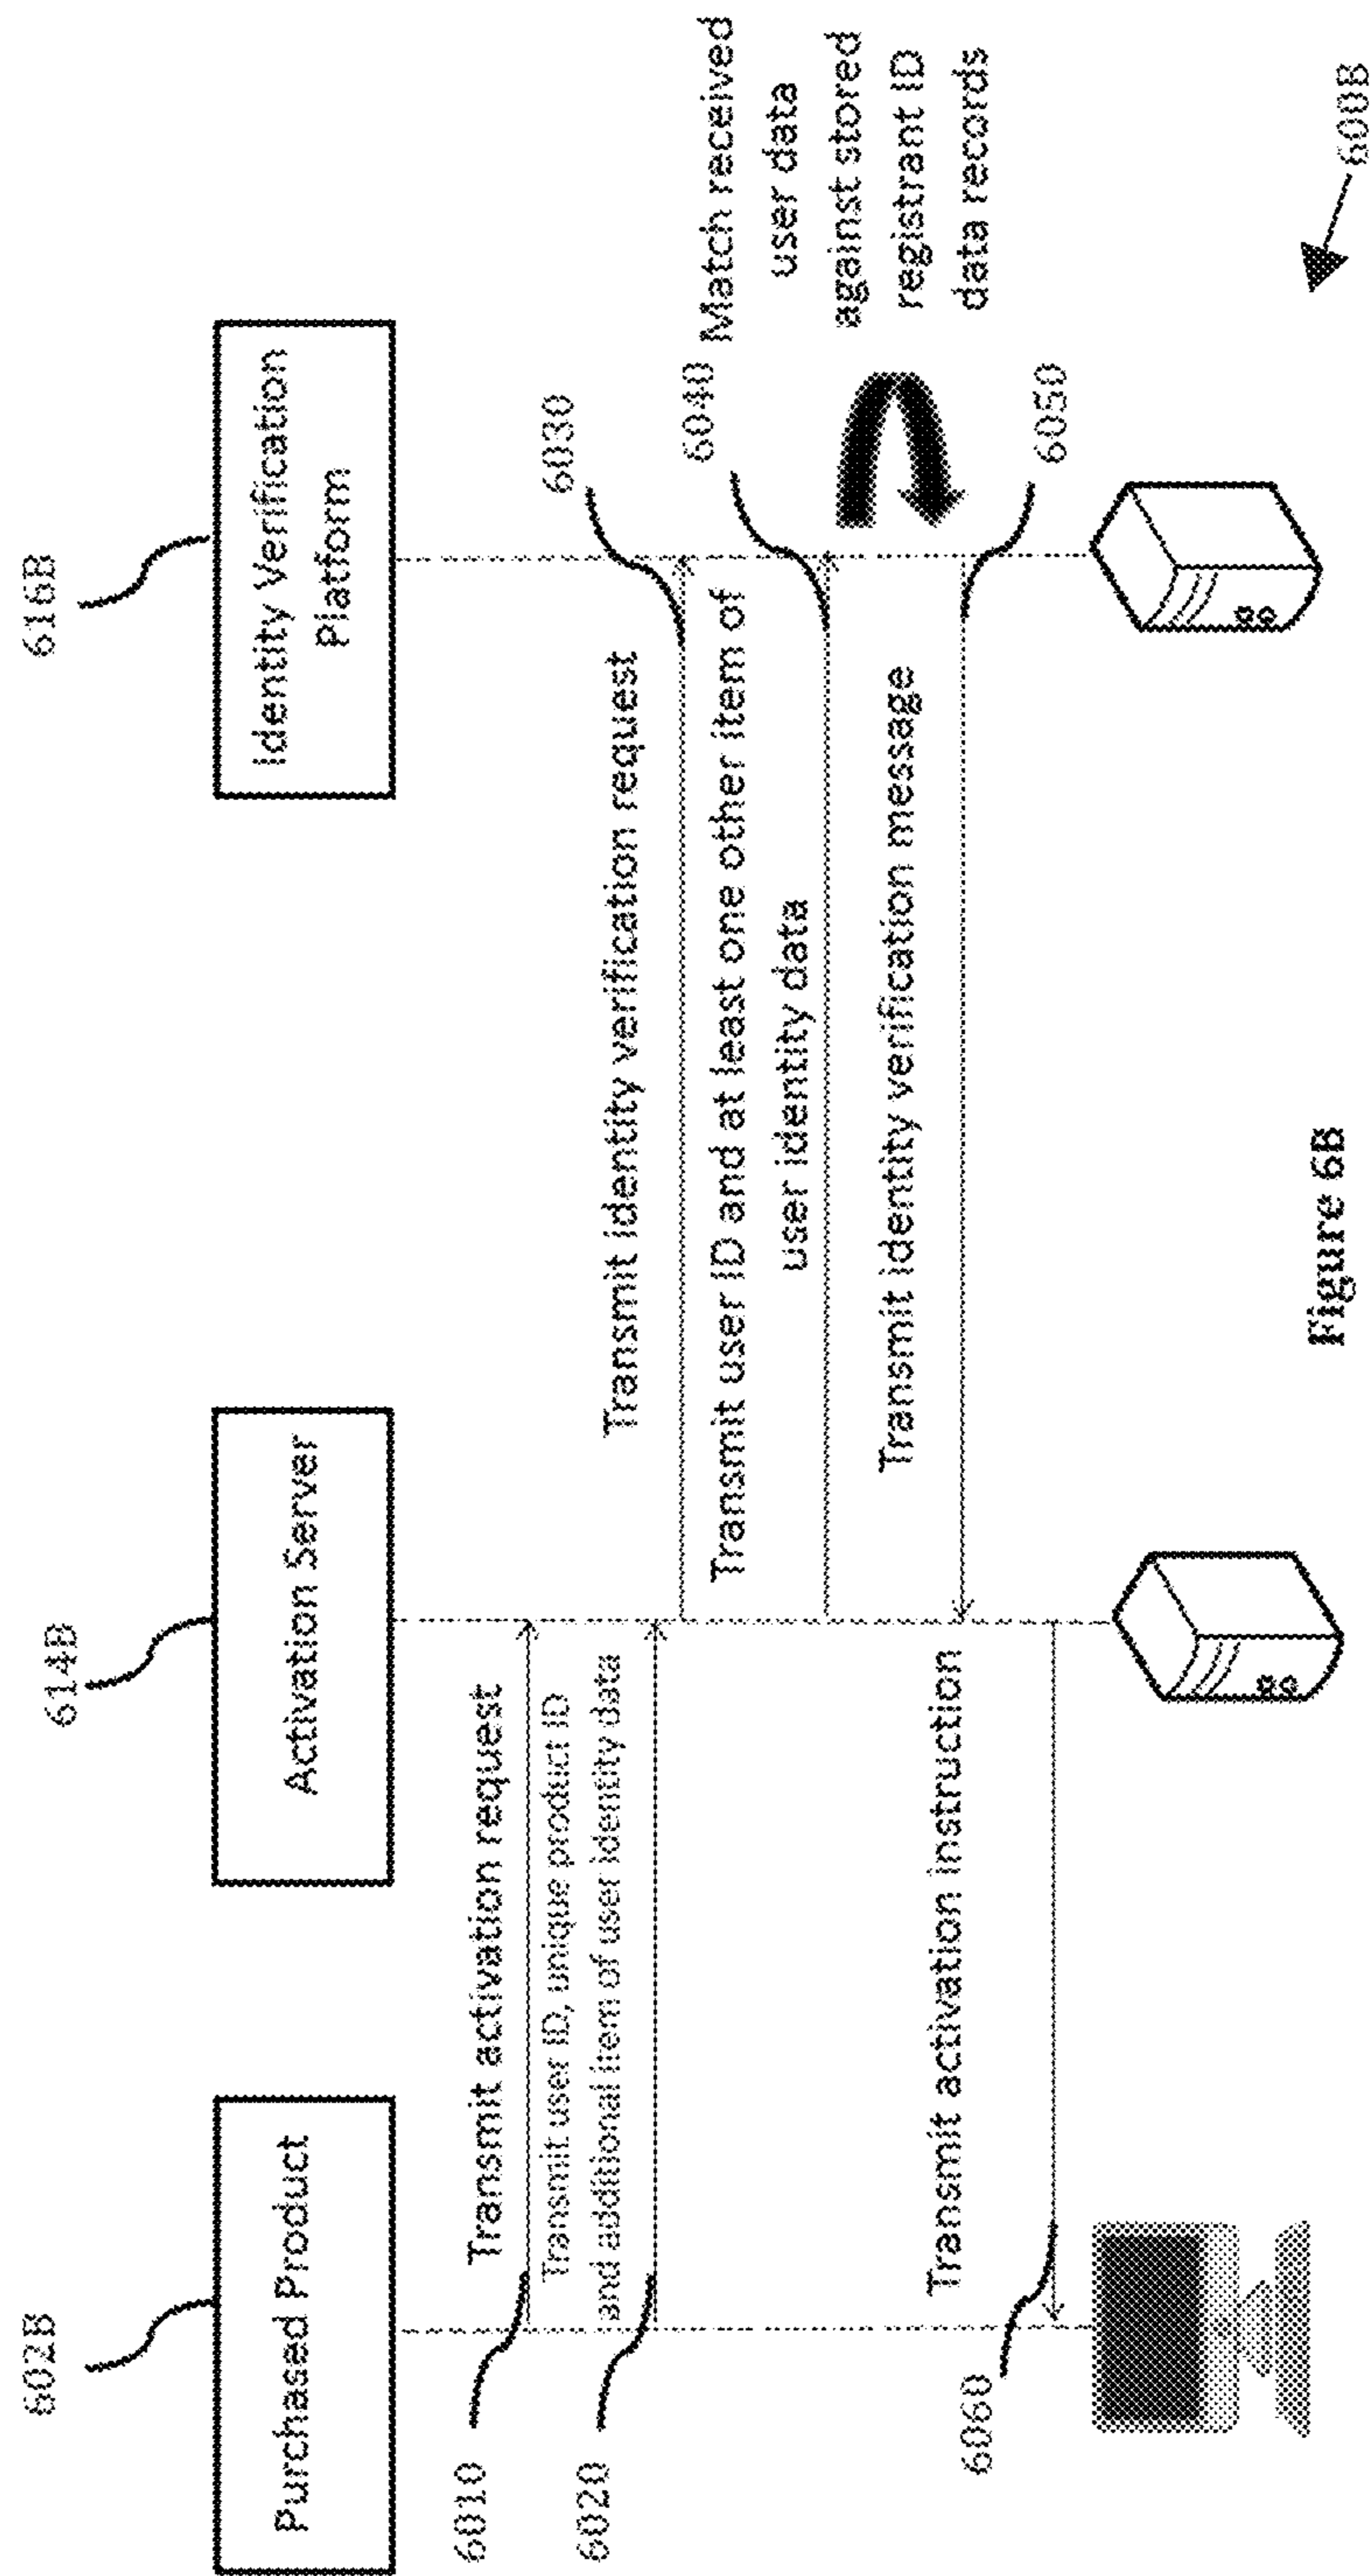 602B
614B
616B
Purchased Product
Activation Server
Identity Verification
Platform
6010
Transmit activation request
Transmit user ID, unique product ID
and additional item of user identity data
6020
Transmit identity verification request
6030
Transmit user ID and at least one other item of
user identity data
6040
Match received
user data
against stored
registrant ID
data records
Transmit identity verification message
6050
Transmit activation instruction
6060
Figure 6B
600B